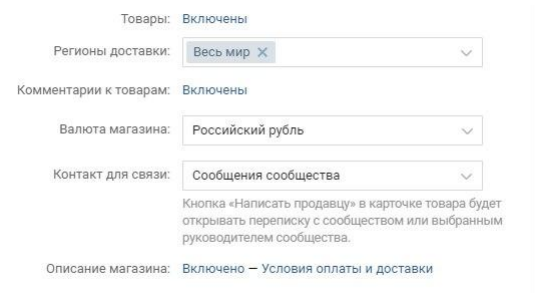 Товары: Включены
Регионы доставки: Весь мир
Комментарии к товарам: Включены
Валюта магазина: Российский рубль
Контакт для связи: Сообщения сообщества
Кнопка «Написать продавцу» в карточке товара будет
открывать переписку с сообществом или выбранным
руководителем сообщества.
Описание магазина: Включено – Условия оплаты и доставки